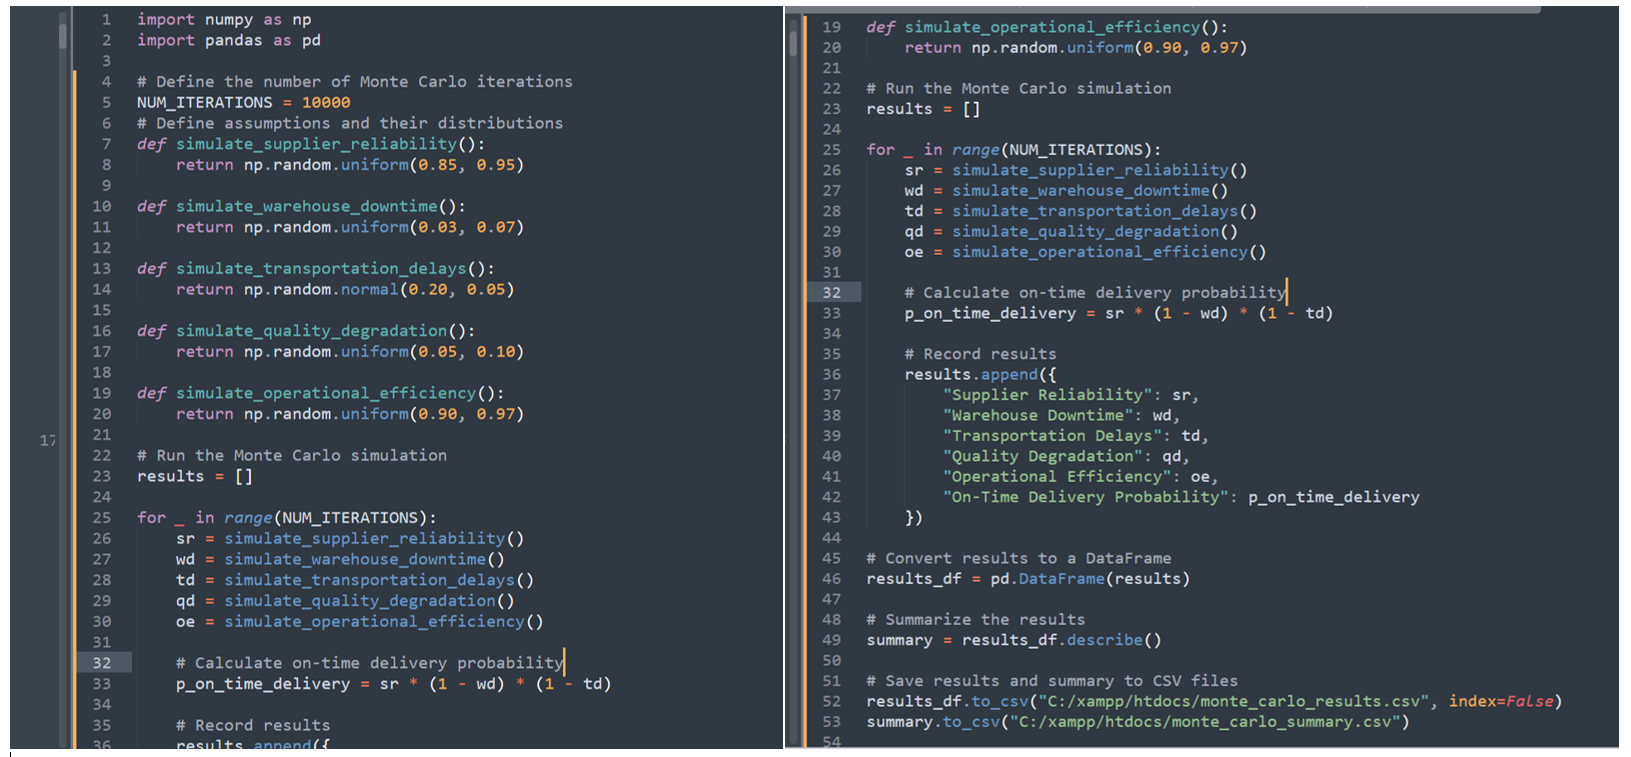 1 import numpy as np
2 import pandas as pd
3
4 # Define the number of Monte Carlo iterations
5 NUM_ITERATIONS = 10000
6 # Define assumptions and their distributions
7 def simulate_supplier_reliability():
8     return np.random.uniform(0.85, 0.95)
9
10 def simulate_warehouse_downtime():
11     return np.random.uniform(0.03, 0.07)
12
13 def simulate_transportation_delays():
14     return np.random.normal(0.20, 0.05)
15
16 def simulate_quality_degradation():
17     return np.random.uniform(0.05, 0.10)
18
19 def simulate_operational_efficiency():
20     return np.random.uniform(0.90, 0.97)
21
17
22 # Run the Monte Carlo simulation
23 results = []
24
25 for _ in range(NUM_ITERATIONS):
26     sr = simulate_supplier_reliability()
27     wd = simulate_warehouse_downtime()
28     td = simulate_transportation_delays()
29     qd = simulate_quality_degradation()
30     oe = simulate_operational_efficiency()
31
32     # Calculate on-time delivery probability
33     p_on_time_delivery = sr * (1 - wd) * (1 - td)
34
35     # Record results
36     results.append({
19 def simulate_operational_efficiency():
20     return np.random.uniform(0.90, 0.97)
21
22 # Run the Monte Carlo simulation
23 results = []
24
25 for _ in range(NUM_ITERATIONS):
26     sr = simulate_supplier_reliability()
27     wd = simulate_warehouse_downtime()
28     td = simulate_transportation_delays()
29     qd = simulate_quality_degradation()
30     oe = simulate_operational_efficiency()
31
32     # Calculate on-time delivery probability
33     p_on_time_delivery = sr * (1 - wd) * (1 - td)
34
35     # Record results
36     results.append({
37         "Supplier Reliability": sr,
38         "Warehouse Downtime": wd,
39         "Transportation Delays": td,
40         "Quality Degradation": qd,
41         "Operational Efficiency": oe,
42         "On-Time Delivery Probability": p_on_time_delivery
43     })
44
45 # Convert results to a DataFrame
46 results_df = pd.DataFrame(results)
47
48 # Summarize the results
49 summary = results_df.describe()
50
51 # Save results and summary to CSV files
52 results_df.to_csv("C:/xampp/htdocs/monte_carlo_results.csv", index=False)
53 summary.to_csv("C:/xampp/htdocs/monte_carlo_summary.csv")
54